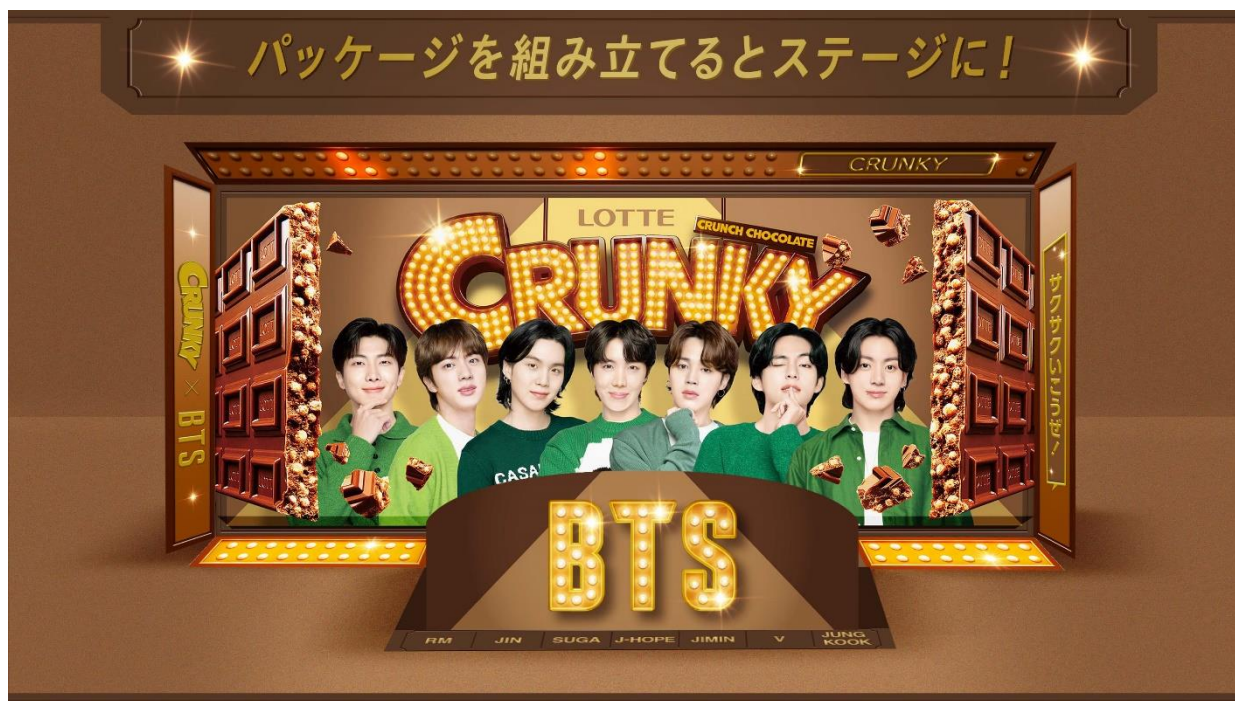 パッケージを組み立てるとステージに!
CRUNKY
LOTTE
CRUNCH CHOCOLATE
CRUNKY
CRUNKY × BTS
サクサクいこうぜ!
CASA
BTS
RM JIN SUGA J-HOPE JIMIN V JUNG KOOK